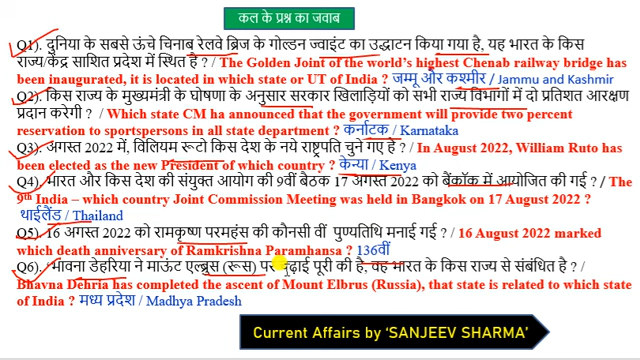 कल के प्रश्न का जवाब
Q1). दुनिया के सबसे ऊंचे चिनाब रेलवे ब्रिज के गोल्डन ज्वाइंट का उद्घाटन किया गया है, यह भारत के किस
राज्य/केंद्र साशित प्रदेश में स्थित है ? / The Golden Joint of the world's highest Chenab railway bridge has
been inaugurated, it is located in which state or UT of India ? जम्मू और कश्मीर / Jammu and Kashmir
Q2). किस राज्य के मुख्यमंत्री के घोषणा के अनुसार सरकार खिलाड़ियों को सभी राज्य विभागों में दो प्रतिशत आरक्षण
प्रदान करेगी ? / Which state CM ha announced that the government will provide two percent
reservation to sportspersons in all state department ? कर्नाटक / Karnataka
Q3). अगस्त 2022 में, विलियम रूटो किस देश के नये राष्ट्रपति चुने गए हैं ? / In August 2022, William Ruto has
been elected as the new President of which country ? केन्या / Kenya
Q4). भारत और किस देश की संयुक्त आयोग की 9वीं बैठक 17 अगस्त 2022 को बैंकॉक में आयोजित की गई ? / The
9th India – which country Joint Commission Meeting was held in Bangkok on 17 August 2022 ?
थाईलैंड / Thailand
Q5). 16 अगस्त 2022 को रामकृष्ण परमहंस की कौनसी वीं पुण्यतिथि मनाई गई ? / 16 August 2022 marked
which death anniversary of Ramkrishna Paramhansa ? 136वीं
Q6). भावना डेहरिया ने माऊंट एल्ब्रुस (रूस) पर चढ़ाई पूरी की है, वह भारत के किस राज्य से संबंधित है ? /
Bhavna Dehria has completed the ascent of Mount Elbrus (Russia), that state is related to which state
of India ? मध्य प्रदेश / Madhya Pradesh
Current Affairs by 'SANJEEV SHARMA'